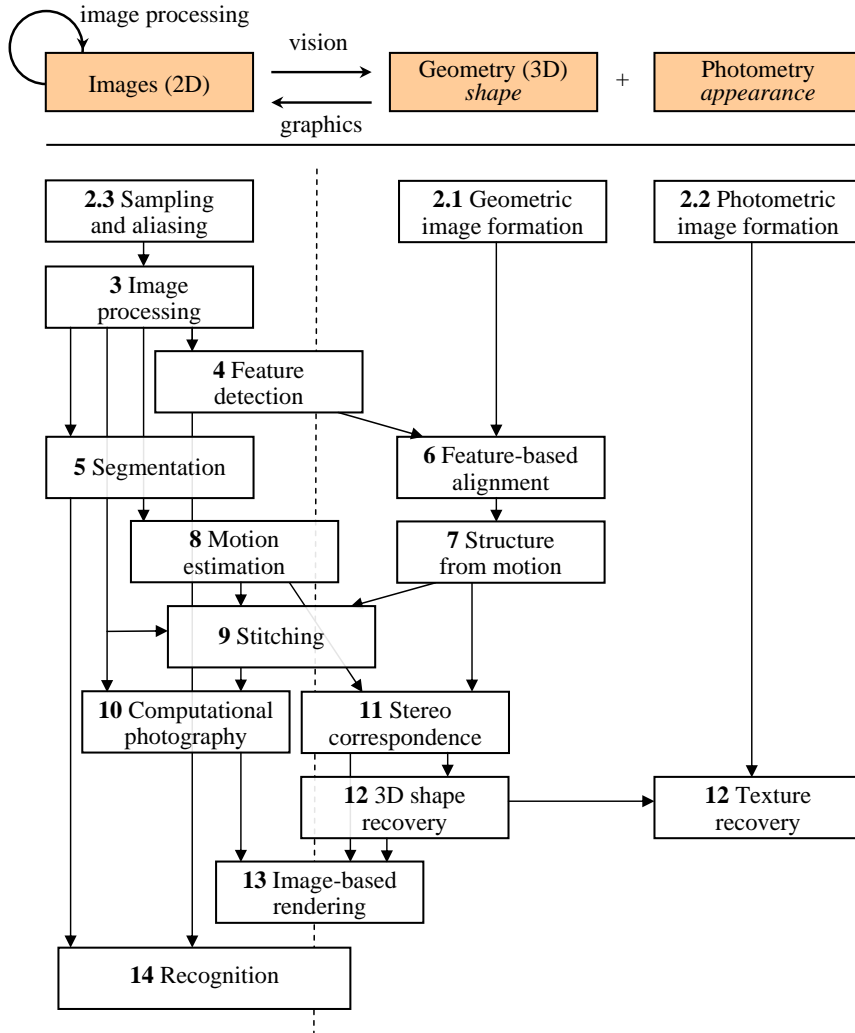 image processing
Images (2D)
vision
graphics
Geometry (3D)
shape
+
Photometry
appearance
2.3 Sampling
and aliasing
2.1 Geometric
image formation
2.2 Photometric
image formation
3 Image
processing
4 Feature
detection
5 Segmentation
6 Feature-based
alignment
8 Motion
estimation
7 Structure
from motion
9 Stitching
10 Computational
photography
11 Stereo
correspondence
12 3D shape
recovery
12 Texture
recovery
13 Image-based
rendering
14 Recognition